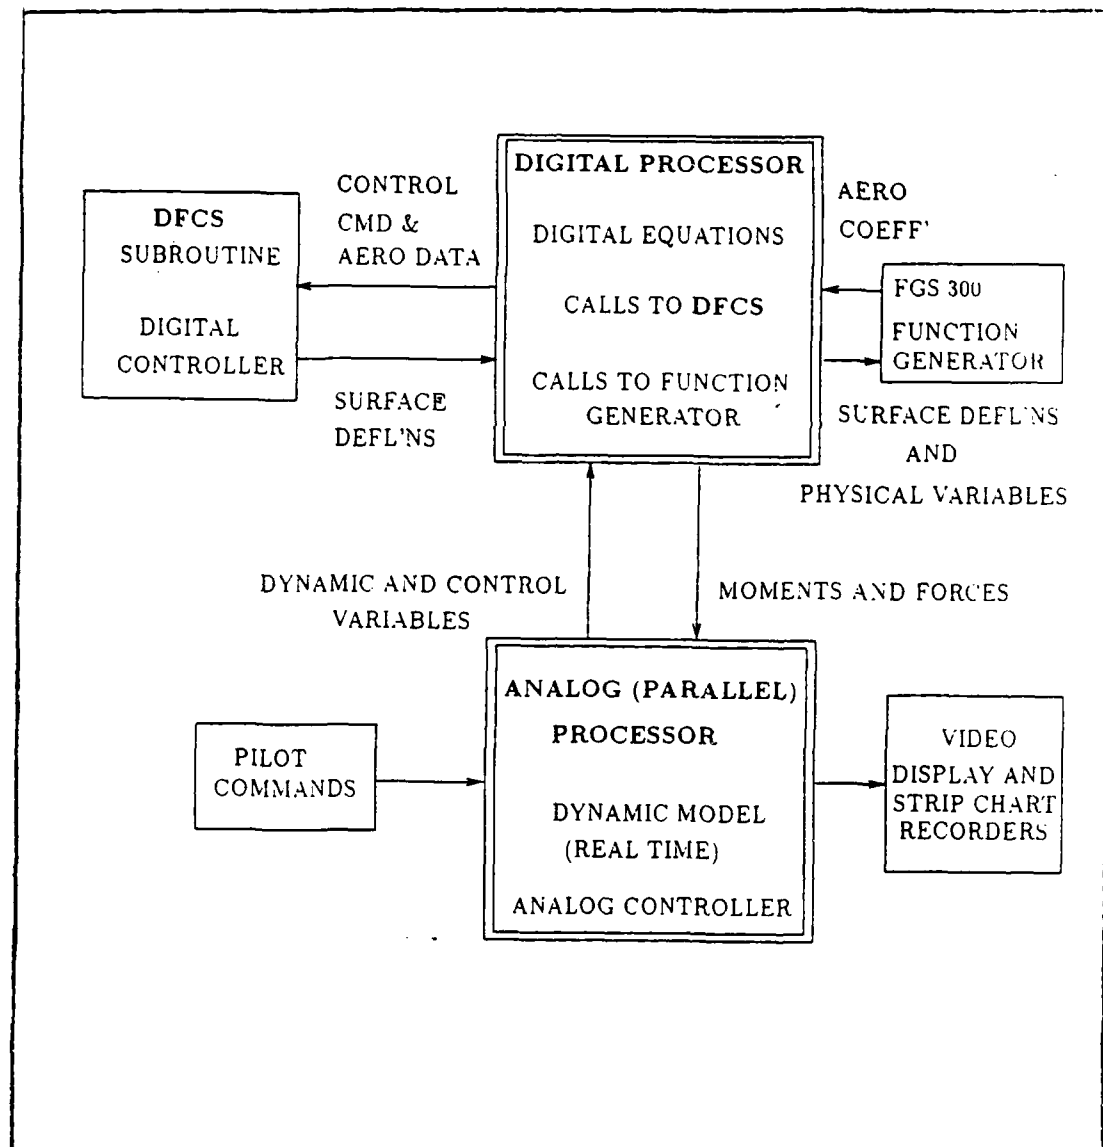 DIGITAL PROCESSOR
DIGITAL EQUATIONS
CALLS TO DFCS
CALLS TO FUNCTION
GENERATOR
CONTROL
CMD &
AERO DATA
DFCS
SUBROUTINE
DIGITAL
CONTROLLER
SURFACE
DEFL'NS
AERO
COEFF'
FGS 300
FUNCTION
GENERATOR
SURFACE DEFL'NS
AND
PHYSICAL VARIABLES
DYNAMIC AND CONTROL
VARIABLES
MOMENTS AND FORCES
ANALOG (PARALLEL)
PROCESSOR
DYNAMIC MODEL
(REAL TIME)
ANALOG CONTROLLER
PILOT
COMMANDS
VIDEO
DISPLAY AND
STRIP CHART
RECORDERS